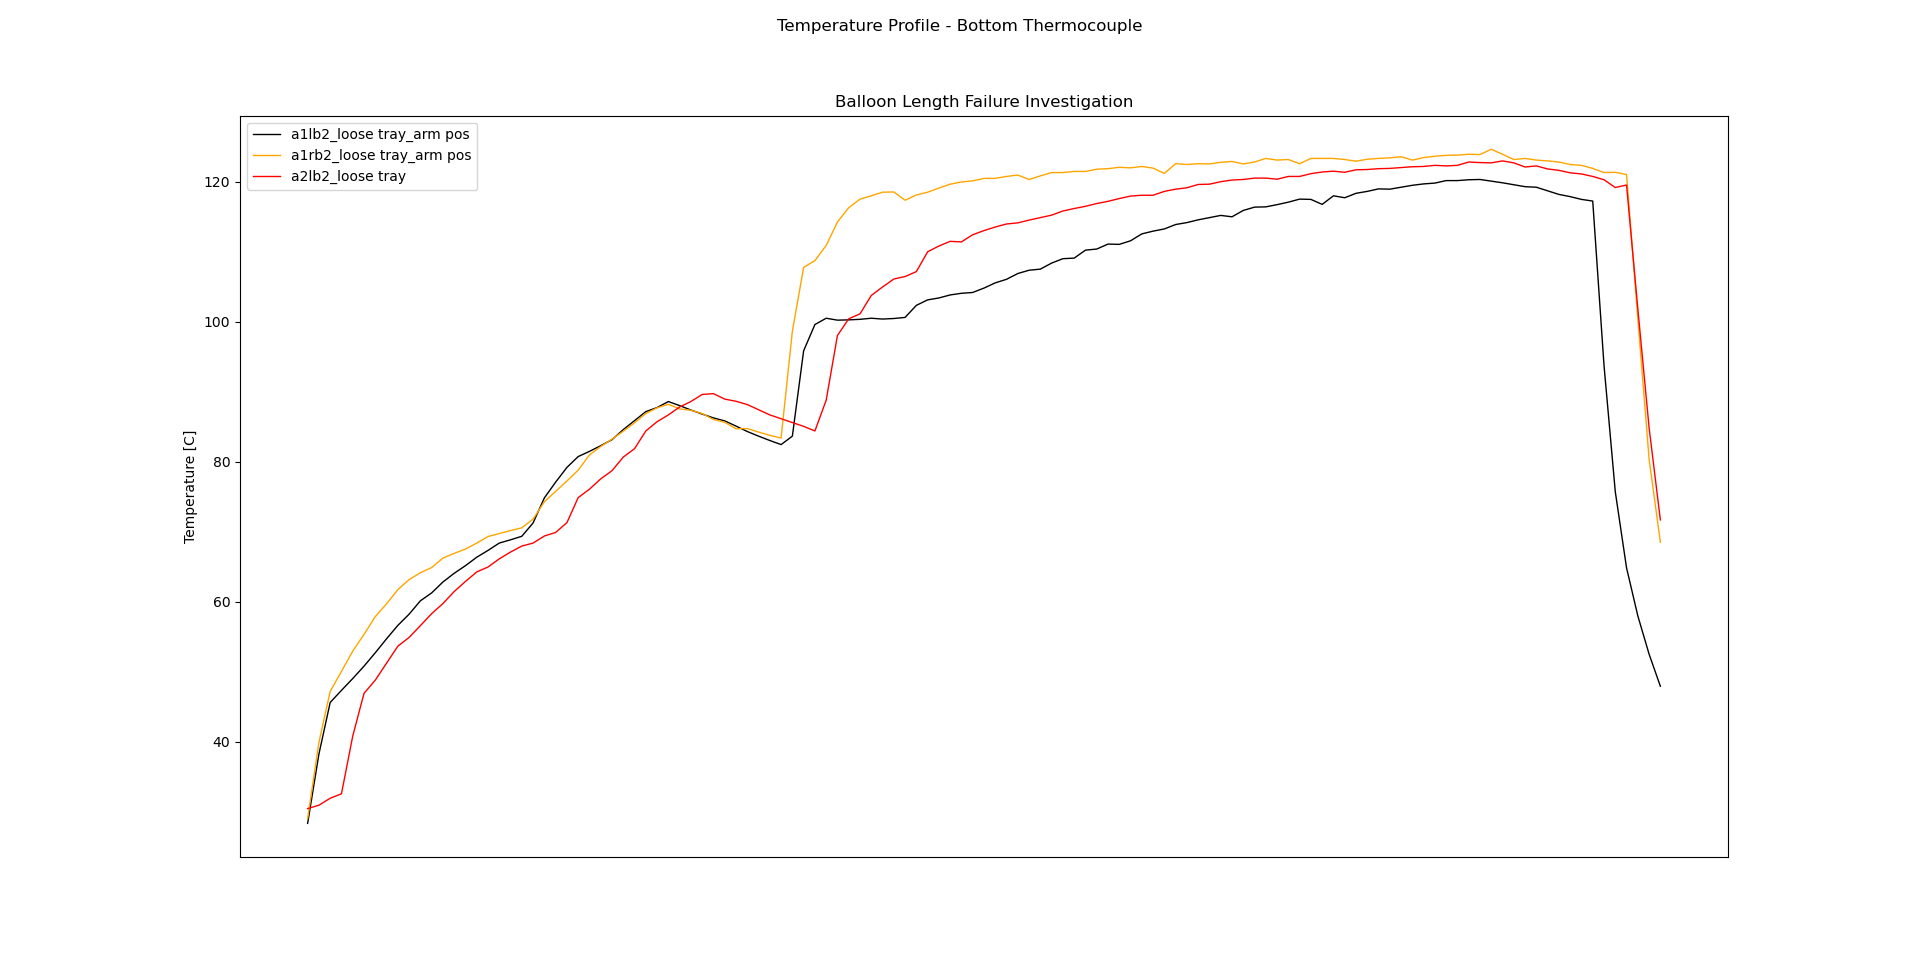 Temperature Profile - Bottom Thermocouple
Balloon Length Failure Investigation
a1lb2_loose tray_arm pos
a1rb2_loose tray_arm pos
a2lb2_loose tray
120
100
80
60
40
Temperature [C]